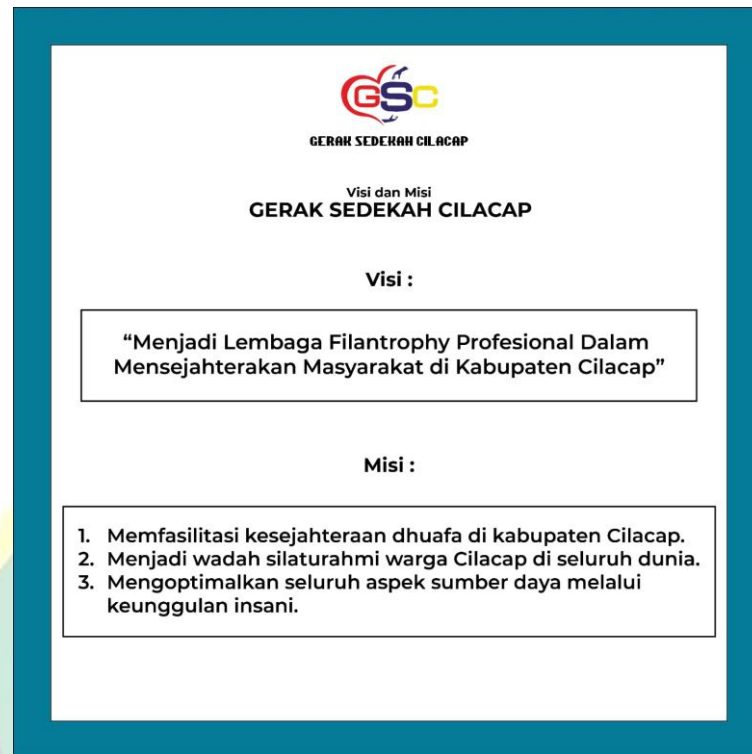 GSC
GERAK SEDEKAH CILACAP
Visi dan Misi
GERAK SEDEKAH CILACAP
Visi :
“Menjadi Lembaga Filantrophy Profesional Dalam
Mensejahterakan Masyarakat di Kabupaten Cilacap”
Misi :
1. Memfasilitasi kesejahteraan dhuafa di kabupaten Cilacap.
2. Menjadi wadah silaturahmi warga Cilacap di seluruh dunia.
3. Mengoptimalkan seluruh aspek sumber daya melalui
keunggulan insani.